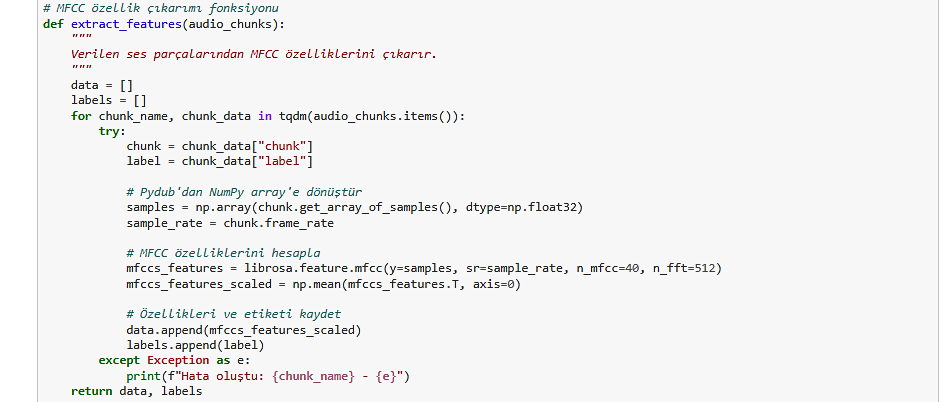 # MFCC özellik çıkarımı fonksiyonu
def extract_features(audio_chunks):
    """
    Verilen ses parçalarından MFCC özelliklerini çıkarır.
    """
    data = []
    labels = []
    for chunk_name, chunk_data in tqdm(audio_chunks.items()):
        try:
            chunk = chunk_data["chunk"]
            label = chunk_data["label"]

            # Pydub'dan NumPy array'e dönüştür
            samples = np.array(chunk.get_array_of_samples(), dtype=np.float32)
            sample_rate = chunk.frame_rate

            # MFCC özelliklerini hesapla
            mfccs_features = librosa.feature.mfcc(y=samples, sr=sample_rate, n_mfcc=40, n_fft=512)
            mfccs_features_scaled = np.mean(mfccs_features.T, axis=0)

            # Özellikleri ve etiketi kaydet
            data.append(mfccs_features_scaled)
            labels.append(label)
        except Exception as e:
            print(f"Hata oluştu: {chunk_name} - {e}")
    return data, labels